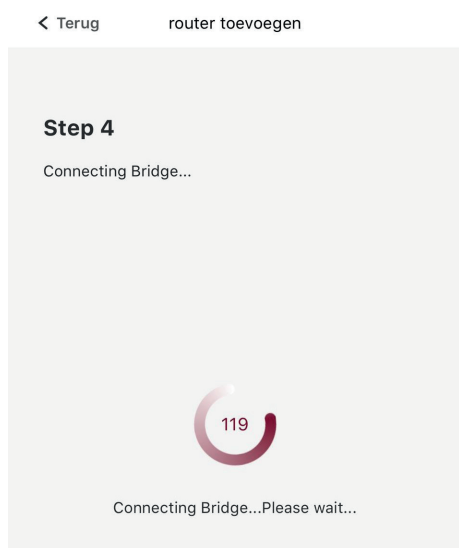 Terug router toevoegen
Step 4
Connecting Bridge...
119
Connecting Bridge...Please wait...